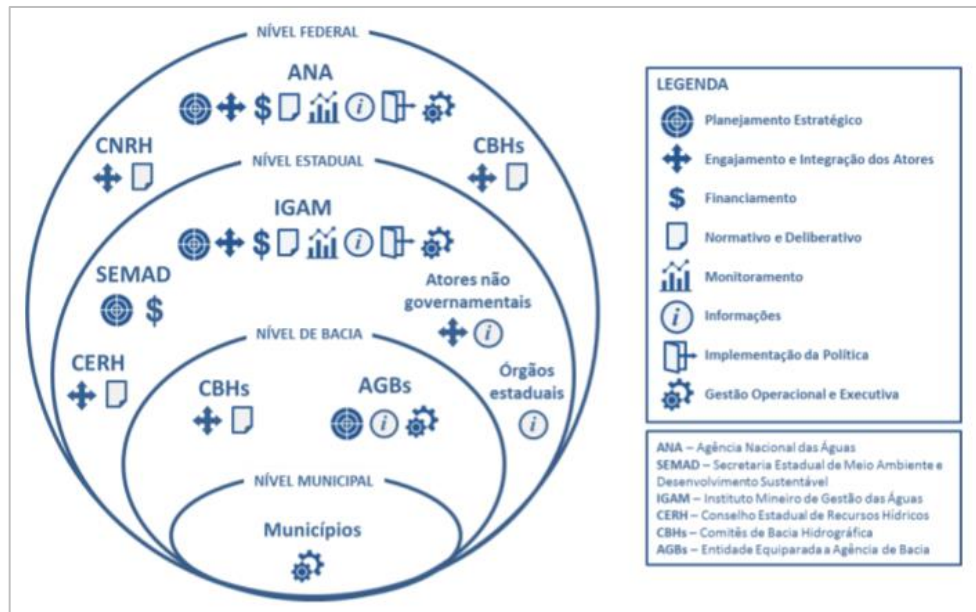 NÍVEL FEDERAL
ANA
CNRH
CBHs
NÍVEL ESTADUAL
IGAM
SEMAD
Atores não
governamentais
CERH
NÍVEL DE BACIA
Órgãos
estaduais
CBHs
AGBs
NÍVEL MUNICIPAL
Municípios
LEGENDA
Planejamento Estratégico
Engajamento e Integração dos Atores
$ Financiamento
Normativo e Deliberativo
Monitoramento
Informações
Implementação da Política
Gestão Operacional e Executiva
ANA – Agência Nacional das Águas
SEMAD – Secretaria Estadual de Meio Ambiente e
Desenvolvimento Sustentável
IGAM – Instituto Mineiro de Gestão das Águas
CERH – Conselho Estadual de Recursos Hídricos
CBHs – Comitês de Bacia Hidrográfica
AGBs – Entidade Equiparada a Agência de Bacia